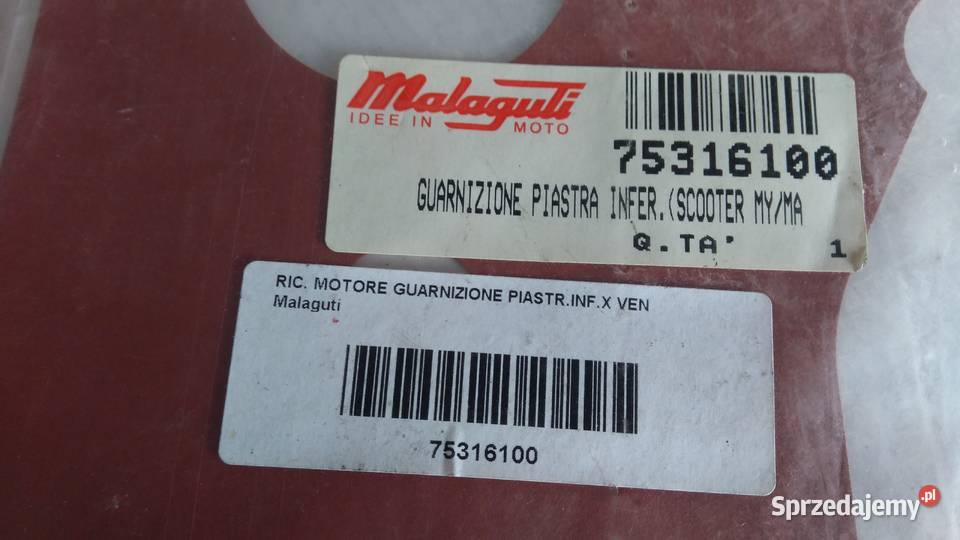 Malaguti
IDEE IN MOTO
75316100
GUARNIZIONE PIASTRA INFER.(SCOOTER MY/MA
Q.TA' 1
RIC. MOTORE GUARNIZIONE PIASTR.INF.X VEN
Malaguti
75316100
Sprzedajemy.pl